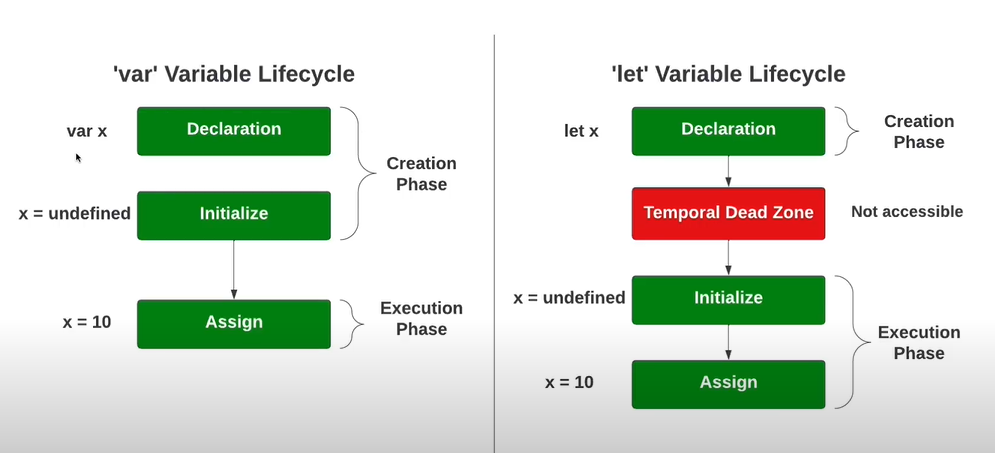 'var' Variable Lifecycle
var x
Declaration
x = undefined
Initialize
Creation
Phase
x = 10
Assign
Execution
Phase
'let' Variable Lifecycle
let x
Declaration
Creation
Phase
Temporal Dead Zone
Not accessible
x = undefined
Initialize
x = 10
Assign
Execution
Phase